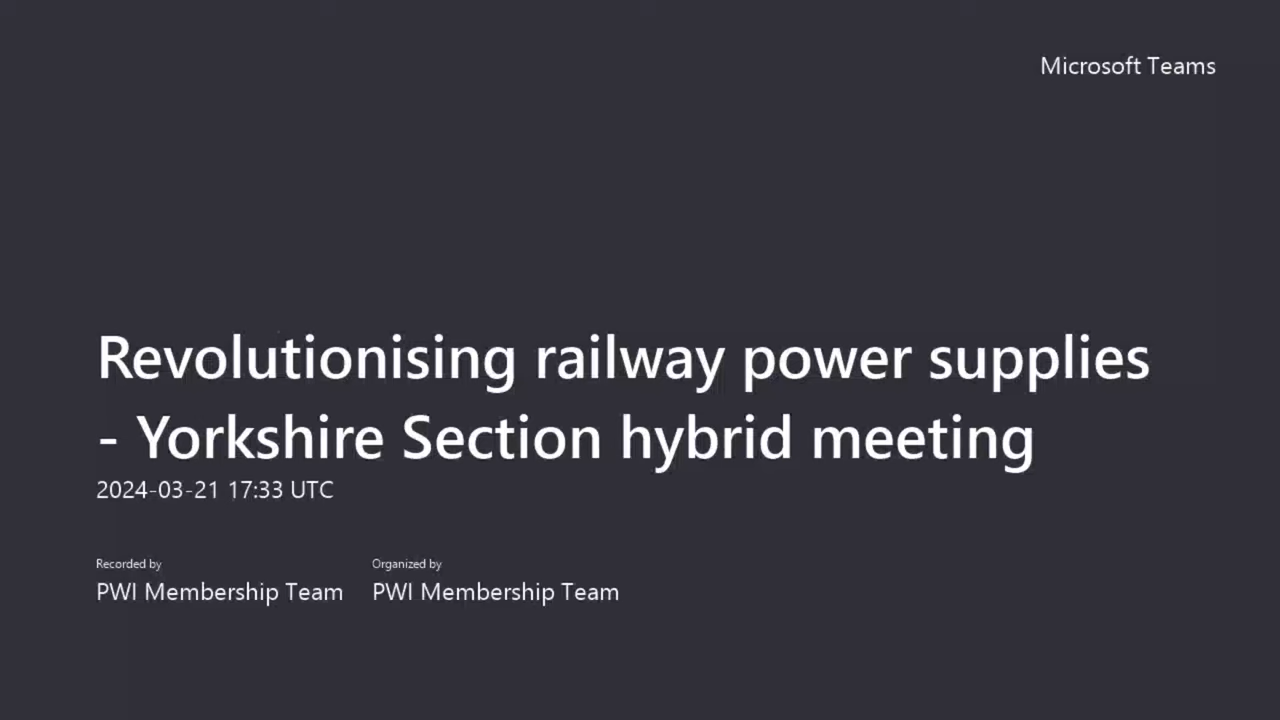 Microsoft Teams
Revolutionising railway power supplies
- Yorkshire Section hybrid meeting
2024-03-21 17:33 UTC
Recorded by
PWI Membership Team
Organized by
PWI Membership Team